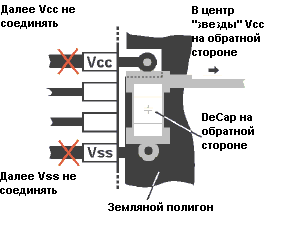 Далее Vcc не
соединять
В центр
"звезды" Vcc
на обратной
стороне
Vcc
DeCap на
обратной
стороне
Vss
Далее Vss не
соединять
Земляной полигон